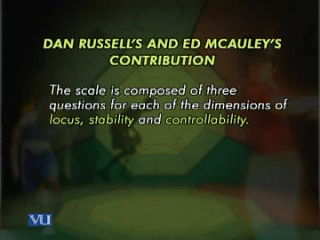 DAN RUSSELL'S AND ED MCAULEY'S
CONTRIBUTION
The scale is composed of three
questions for each of the dimensions of
locus, stability and controllability.
VU